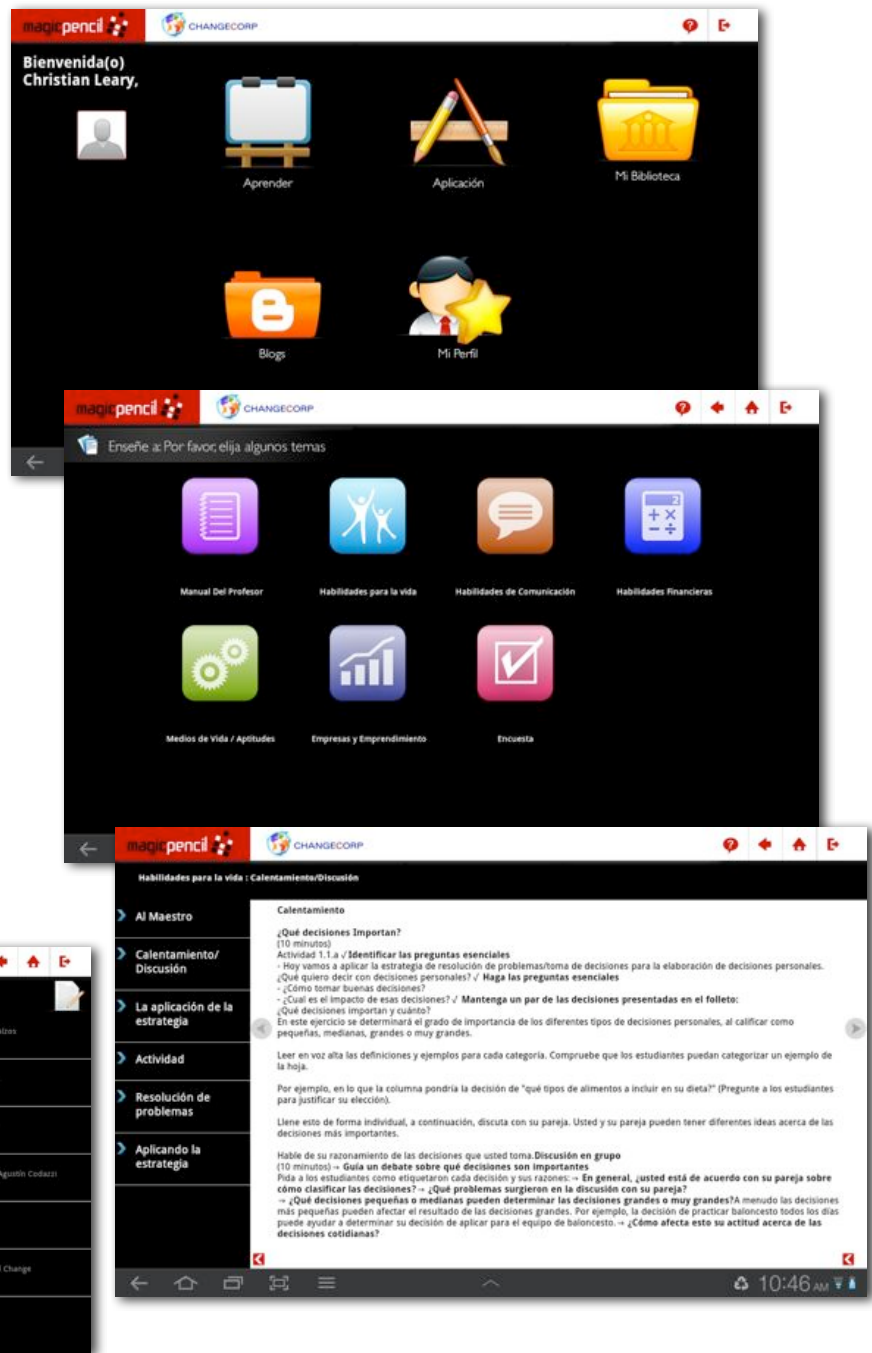 magicpencil
CHANGECORP
Bienvenida(o)
Christian Leary,
Aprender
Aplicación
Mi Biblioteca
Blogs
Mi Perfil
magicpencil
CHANGECORP
Enseñe a: Por favor, elija algunos temas
Manual Del Profesor
Habilidades para la vida
Habilidades de Comunicación
Habilidades Financieras
Medios de Vida / Aptitudes
Empresas y Emprendimiento
Encuesta
magicpencil
CHANGECORP
Habilidades para la vida : Calentamiento/Discusión
Al Maestro
Calentamiento/
Discusión
La aplicación de la
estrategia
Actividad
Resolución de
problemas
Aplicando la
estrategia
Calentamiento
¿Qué decisiones Importan?
(10 minutos)
Actividad 1.1.a √ Identificar las preguntas esenciales
- Hoy vamos a aplicar la estrategia de resolución de problemas/toma de decisiones para la elaboración de decisiones personales.
¿Qué quiero decir con decisiones personales? √ Haga las preguntas esenciales
- ¿Cómo tomar buenas decisiones?
- ¿Cual es el impacto de esas decisiones? √ Mantenga un par de las decisiones presentadas en el folleto:
¿Qué decisiones importan y cuánto?
En este ejercicio se determinará el grado de importancia de los diferentes tipos de decisiones personales, al calificar como
pequeñas, medianas, grandes o muy grandes.
Leer en voz alta las definiciones y ejemplos para cada categoría. Compruebe que los estudiantes puedan categorizar un ejemplo de
la hoja.
Por ejemplo, en lo que la columna pondría la decisión de "qué tipos de alimentos a incluir en su dieta?" (Pregunte a los estudiantes
para justificar su elección).
Llene esto de forma individual, a continuación, discuta con su pareja. Usted y su pareja pueden tener diferentes ideas acerca de las
decisiones más importantes.
Hable de su razonamiento de las decisiones que usted toma.Discusión en grupo
(10 minutos) → Guía un debate sobre qué decisiones son importantes
Pida a los estudiantes como etiquetaron cada decisión y sus razones:→ En general, ¿usted está de acuerdo con su pareja sobre
cómo clasificar las decisiones? → ¿Qué problemas surgieron en la discusión con su pareja?
→ ¿Qué decisiones pequeñas o medianas pueden determinar las decisiones grandes o muy grandes?A menudo las decisiones
más pequeñas pueden afectar el resultado de las decisiones grandes. Por ejemplo, la decisión de practicar baloncesto todos los días
puede ayudar a determinar su decisión de aplicar para el equipo de baloncesto. → ¿Cómo afecta esto su actitud acerca de las
decisiones cotidianas?
Agustín Codazzi
Change
10:46 AM